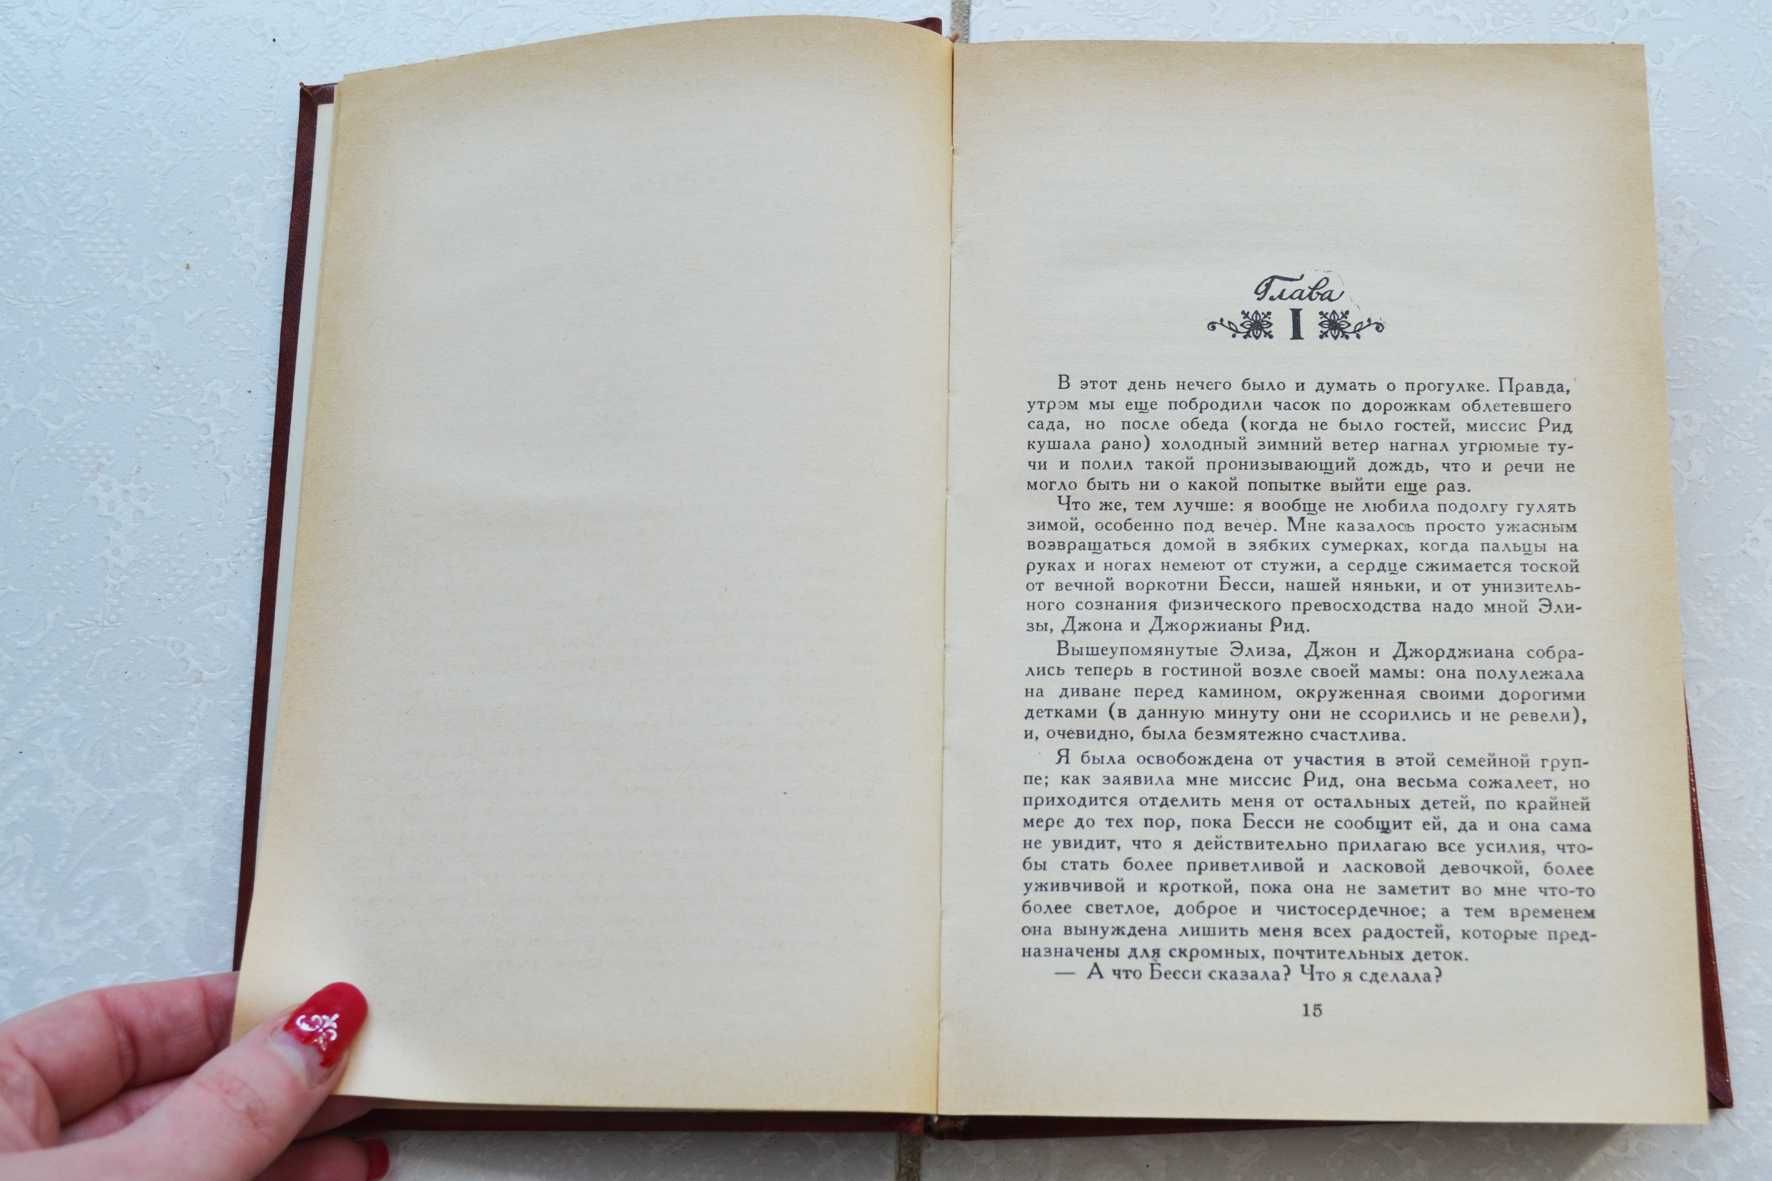 Глава
I
В этот день нечего было и думать о прогулке. Правда,
утром мы еще побродили часок по дорожкам облетевшего
сада, но после обеда (когда не было гостей, миссис Рид
кушала рано) холодный зимний ветер нагнал угрюмые ту-
чи и полил такой пронизывающий дождь, что и речи не
могло быть ни о какой попытке выйти еще раз.
Что же, тем лучше: я вообще не любила подолгу гулять
зимой, особенно под вечер. Мне казалось просто ужасным
возвращаться домой в зябких сумерках, когда пальцы на
руках и ногах немеют от стужи, а сердце сжимается тоской
от вечной воркотни Бесси, нашей няньки, и от унизитель-
ного сознания физического превосходства надо мной Эли-
зы, Джона и Джоржианы Рид.
Вышеупомянутые Элиза, Джон и Джорджиана собра-
лись теперь в гостиной возле своей мамы: она полулежала
на диване перед камином, окруженная своими дорогими
детками (в данную минуту они не ссорились и не ревели),
и, очевидно, была безмятежно счастлива.
Я была освобождена от участия в этой семейной груп-
пе; как заявила мне миссис Рид, она весьма сожалеет, но
приходится отделить меня от остальных детей, по крайней
мере до тех пор, пока Бесси не сообщит ей, да и она сама
не увидит, что я действительно прилагаю все усилия, что-
бы стать более приветливой и ласковой девочкой, более
уживчивой и кроткой, пока она не заметит во мне что-то
более светлое, доброе и чистосердечное; а тем временем
она вынуждена лишить меня всех радостей, которые пред-
назначены для скромных, почтительных деток.
— А что Бесси сказала? Что я сделала?
15